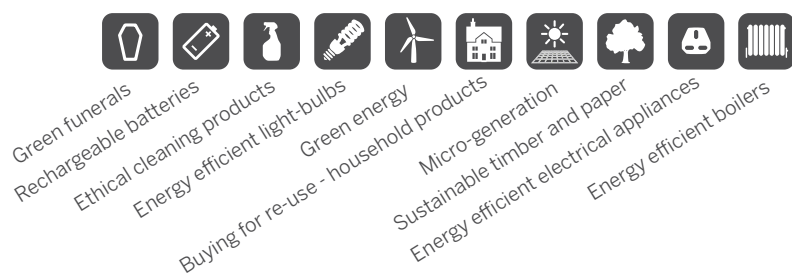 Green funerals
Rechargeable batteries
Ethical cleaning products
Energy efficient light-bulbs
Green energy
Buying for re-use - household products
Micro-generation
Sustainable timber and paper
Energy efficient electrical appliances
Energy efficient boilers